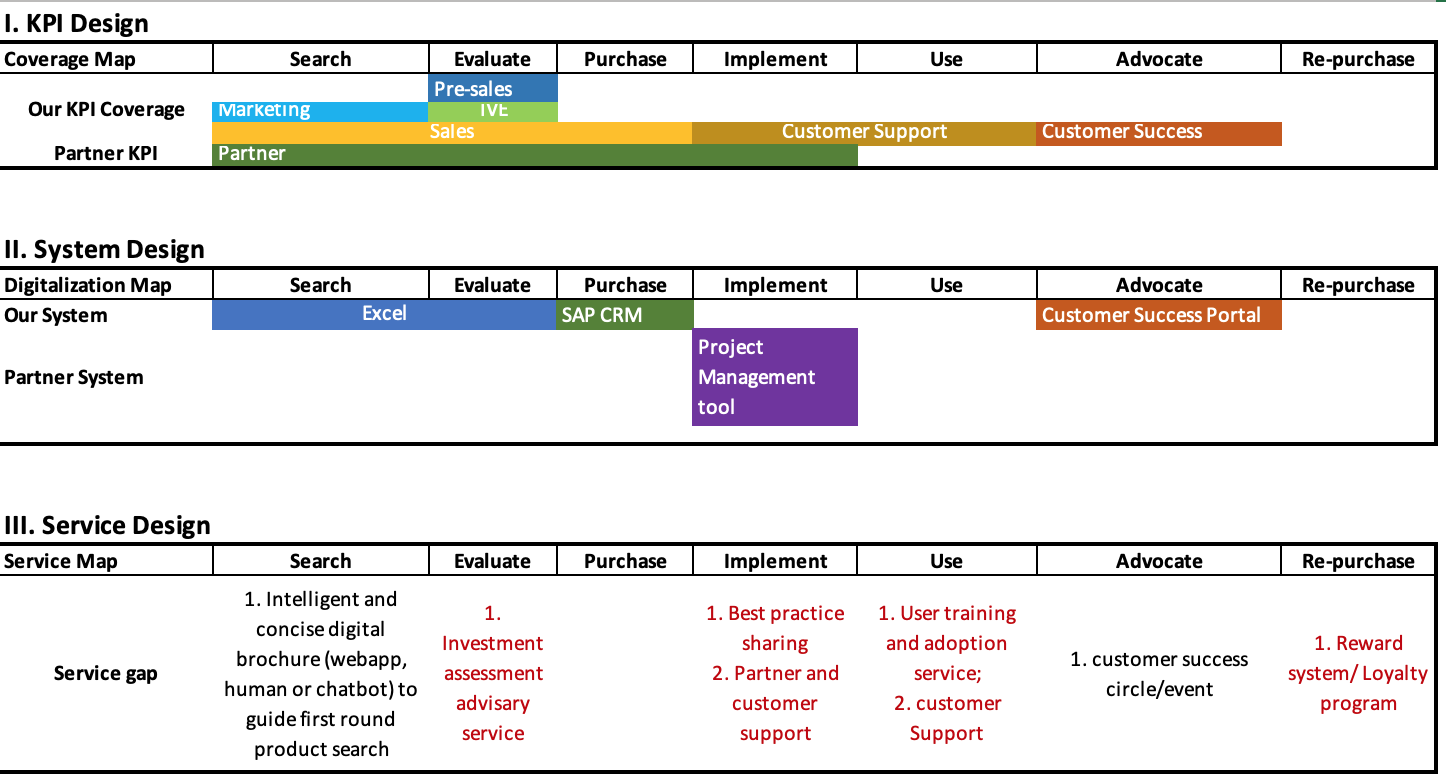 I. KPI Design
Coverage Map Search Evaluate Purchase Implement Use Advocate Re-purchase
Pre-sales
Our KPI Coverage Marketing IVE
Sales Customer Support Customer Success
Partner KPI Partner
II. System Design
Digitalization Map Search Evaluate Purchase Implement Use Advocate Re-purchase
Our System Excel SAP CRM Customer Success Portal
Partner System
Project
Management
tool
III. Service Design
Service Map Search Evaluate Purchase Implement Use Advocate Re-purchase
Service gap
1. Intelligent and
concise digital
brochure (webapp,
human or chatbot) to
guide first round
product search
1.
Investment
assessment
advisary
service
1. Best practice
sharing
2. Partner and
customer
support
1. User training
and adoption
service;
2. customer
Support
1. customer success
circle/event
1. Reward
system/ Loyalty
program